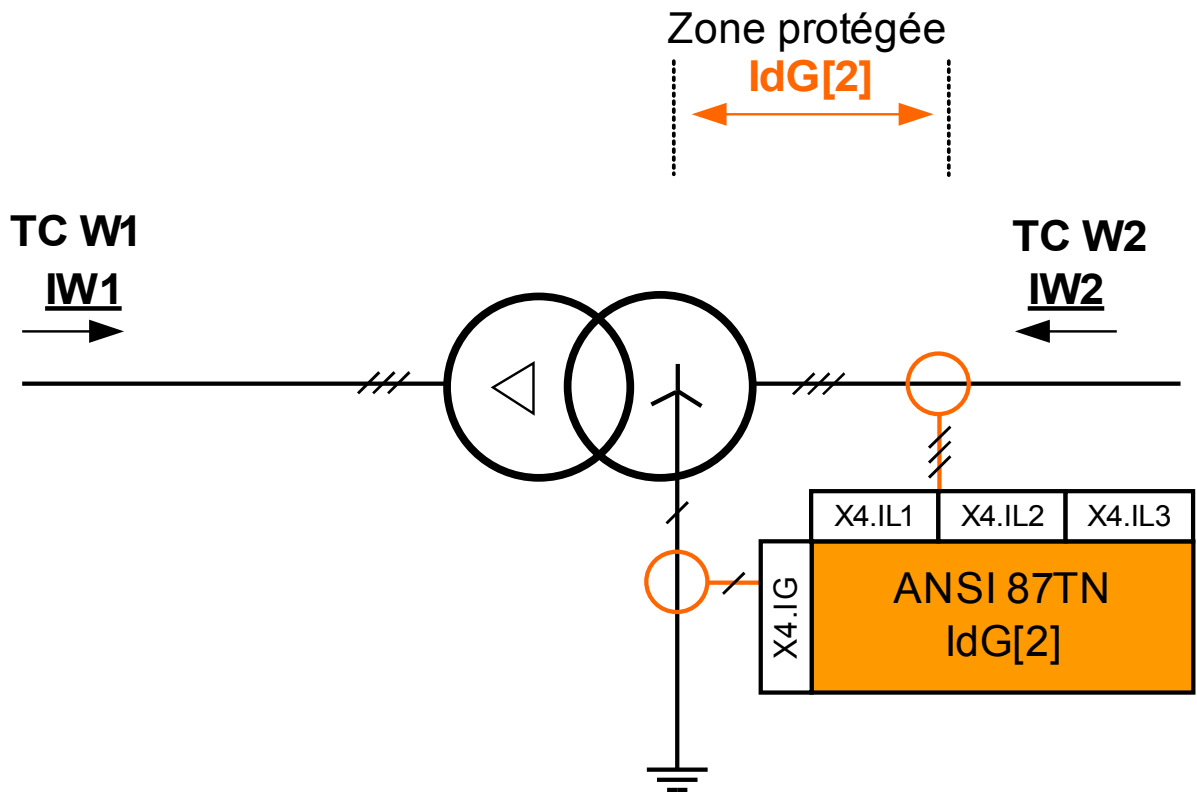 Zone protégée
IdG[2]
TC W1
IW1
TC W2
IW2
X4.IL1 X4.IL2 X4.IL3
X4.IG
ANSI 87TN
IdG[2]